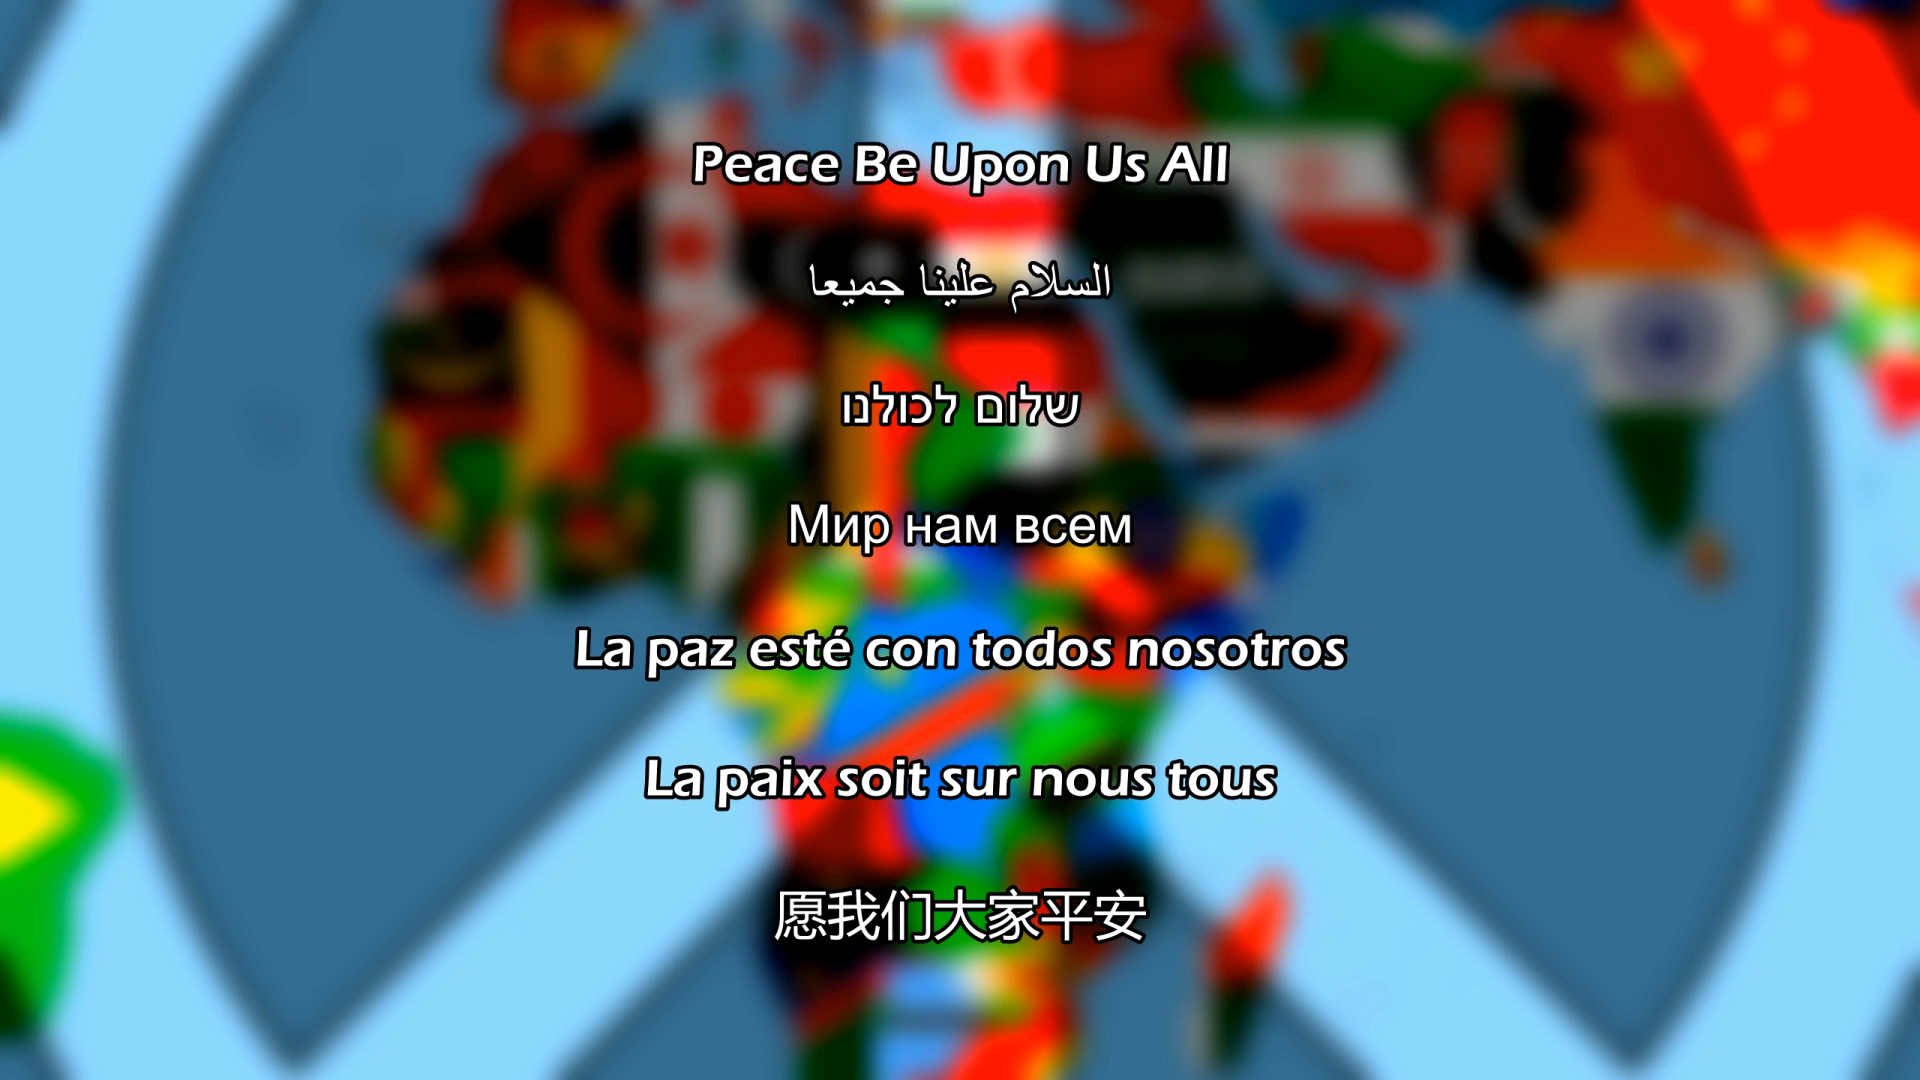 Peace Be Upon Us All
السلام علينا جميعا
שלום לכולנו
Мир нам всем
La paz esté con todos nosotros
La paix soit sur nous tous
愿我们大家平安